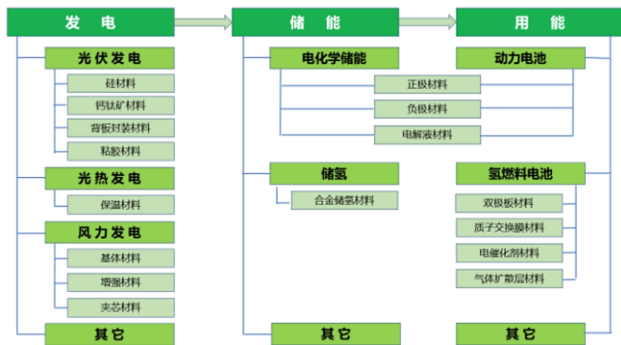 发 电
储 能
用 能
光伏发电
硅材料
钙钛矿材料
背板封装材料
粘胶材料
光热发电
保温材料
风力发电
基体材料
增强材料
夹芯材料
其它
电化学储能
动力电池
正极材料
负极材料
电解液材料
储氢
合金储氢材料
其它
氢燃料电池
双极板材料
质子交换膜材料
电催化剂材料
气体扩散层材料
其它